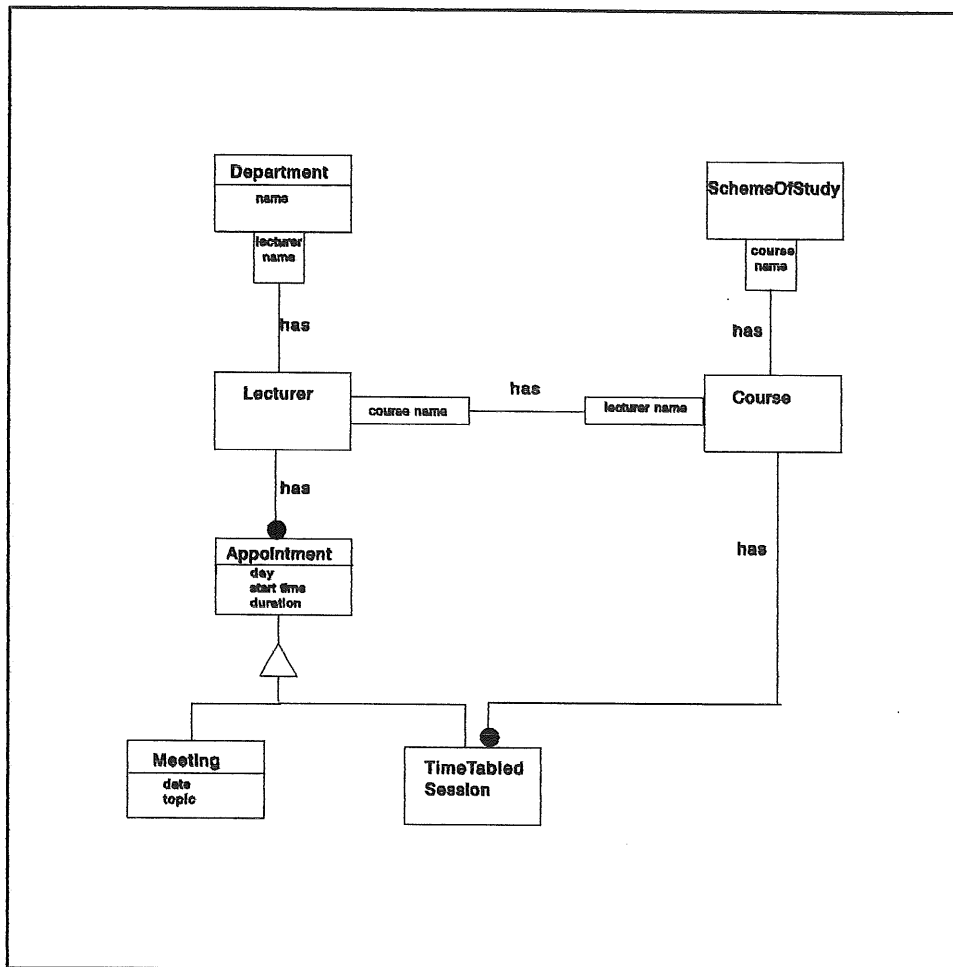 Department
name
lecturer
name
SchemeOfStudy
course
name
has
has
Lecturer
course name
has
lecturer name
Course
has
Appointment
day
start time
duration
has
Meeting
date
topic
TimeTabled
Session